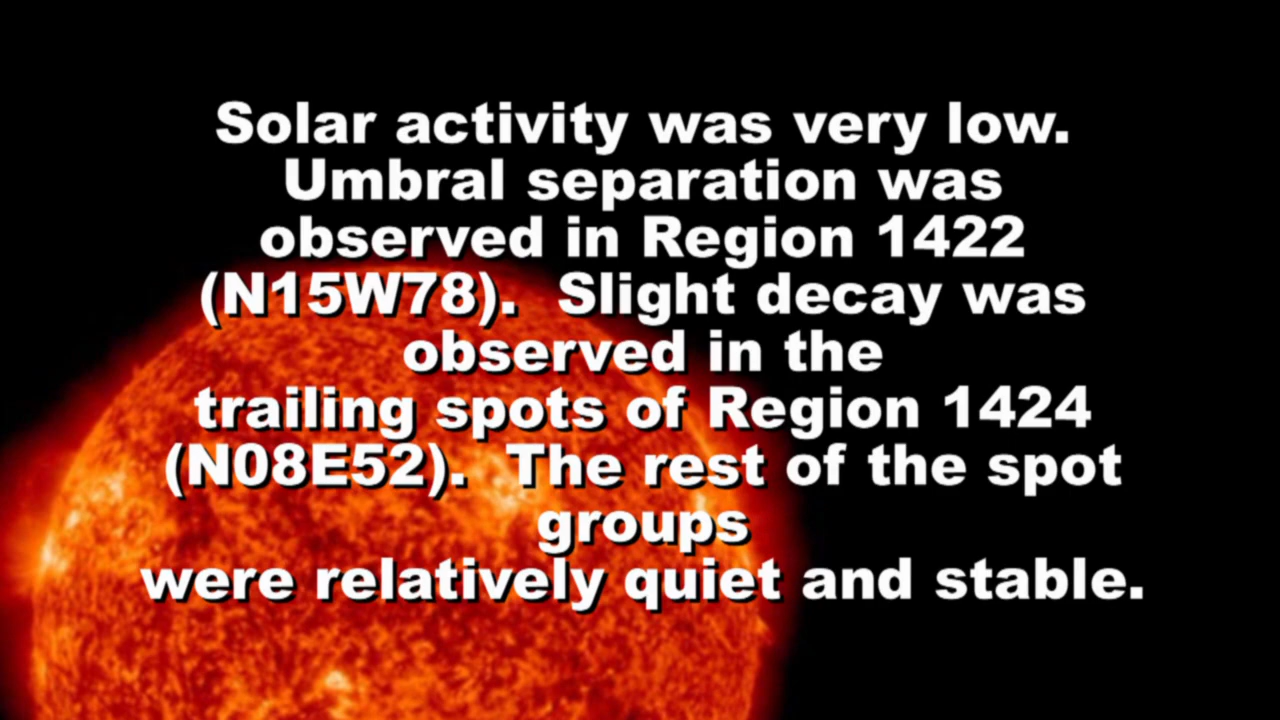 Solar activity was very low.
Umbral separation was
observed in Region 1422
(N15W78).  Slight decay was
observed in the
trailing spots of Region 1424
(N08E52).  The rest of the spot
groups
were relatively quiet and stable.